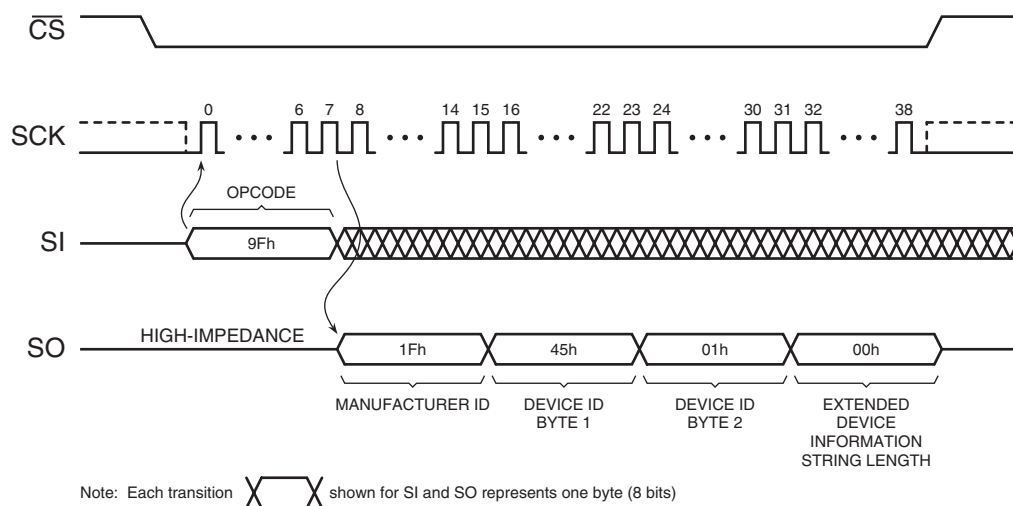 CS
SCK
0 6 7 8 14 15 16 22 23 24 30 31 32 38
OPCODE
SI
9Fh
HIGH-IMPEDANCE
SO
1Fh 45h 01h 00h
MANUFACTURER ID
DEVICE ID
BYTE 1
DEVICE ID
BYTE 2
EXTENDED
DEVICE
INFORMATION
STRING LENGTH
Note: Each transition shown for SI and SO represents one byte (8 bits)